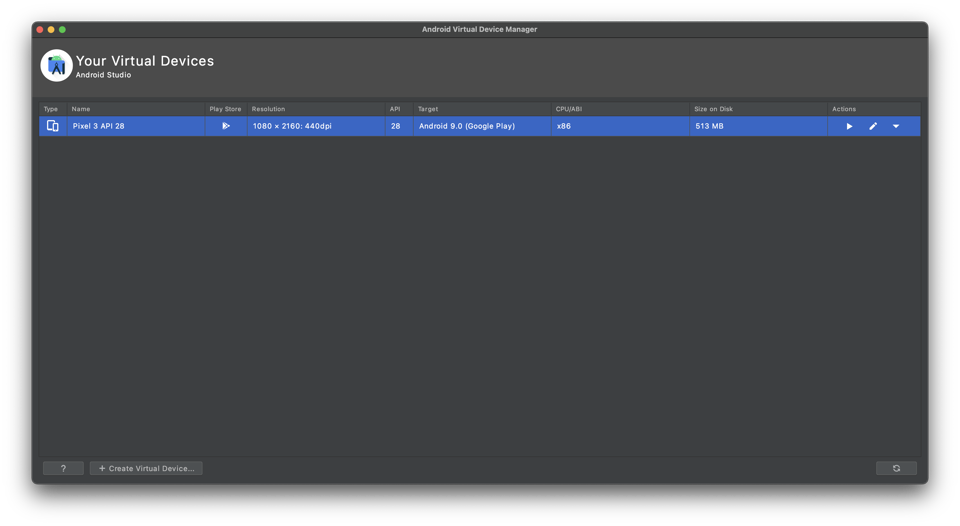 Android Virtual Device Manager
Your Virtual Devices
Android Studio
Type Name Play Store Resolution API Target CPU/ABI Size on Disk Actions
Pixel 3 API 28 1080 × 2160: 440dpi 28 Android 9.0 (Google Play) x86 513 MB
? + Create Virtual Device...